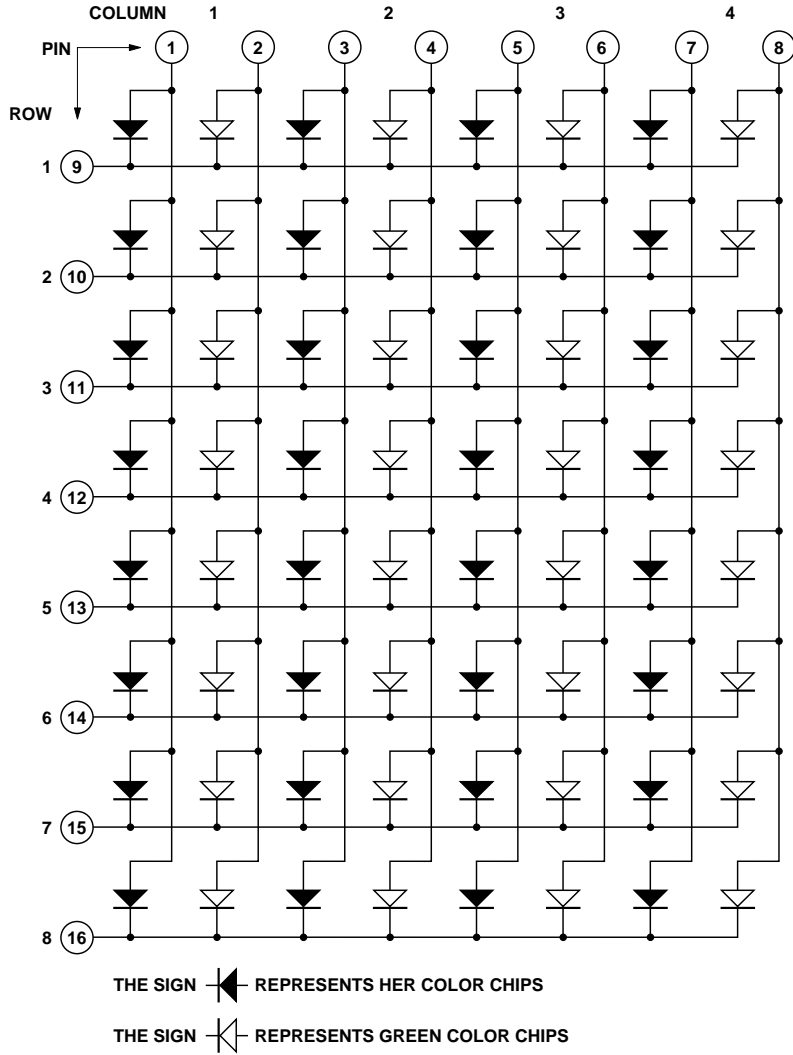 COLUMN 1 2 3 4
PIN 1 2 3 4 5 6 7 8
ROW
1 9
2 10
3 11
4 12
5 13
6 14
7 15
8 16
THE SIGN REPRESENTS HER COLOR CHIPS
THE SIGN REPRESENTS GREEN COLOR CHIPS